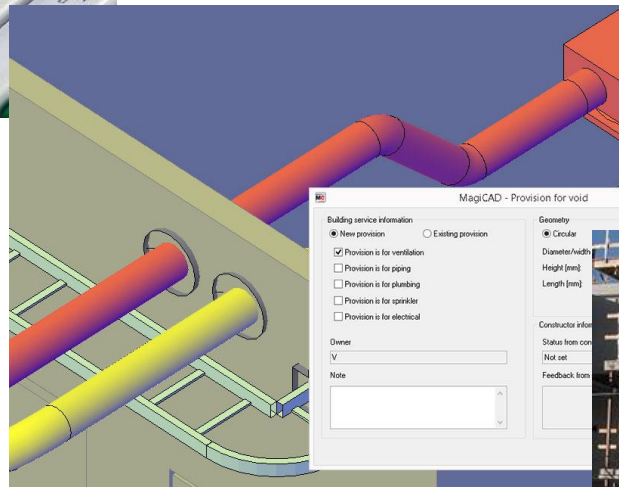 MagiCAD - Provision for void
Building service information
New provision
Existing provision
Provision is for ventilation
Provision is for piping
Provision is for plumbing
Provision is for sprinkler
Provision is for electrical
Owner
V
Note
Geometry
Circular
Diameter/width
Height [mm]:
Length [mm]:
Constructor
Status from
Not set
Feedback from